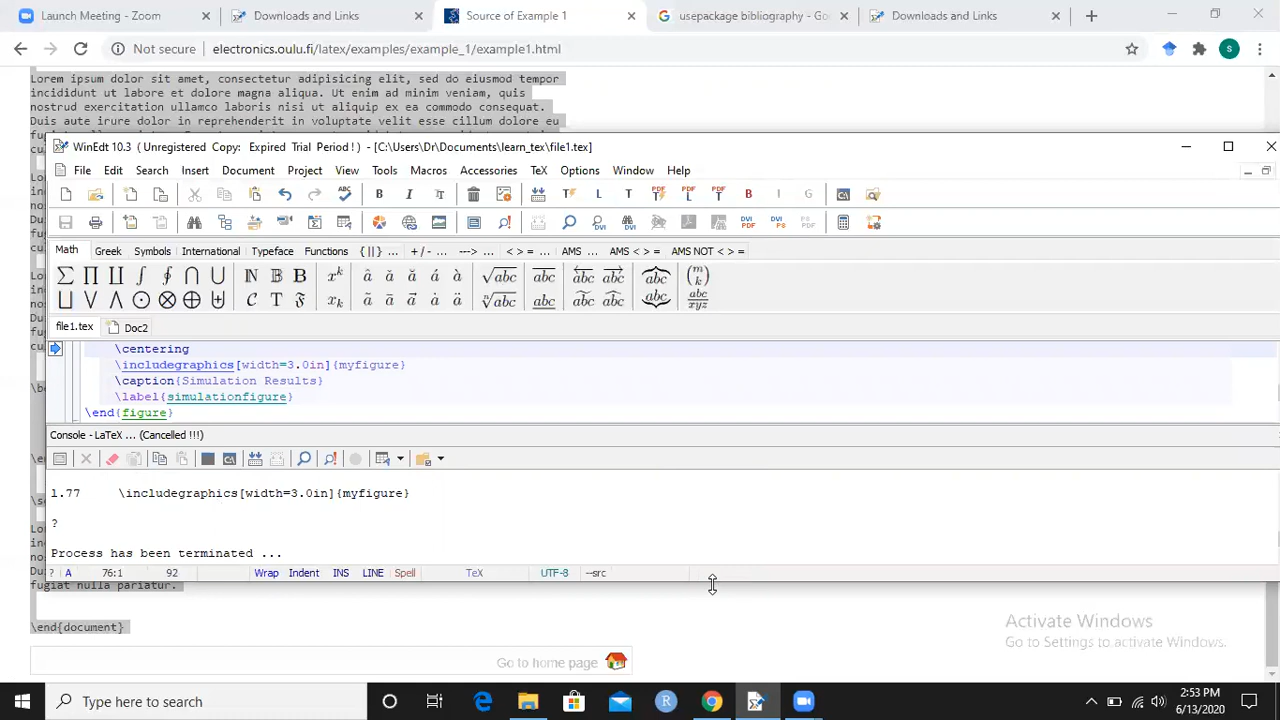 Launch Meeting - Zoom
Downloads and Links
Source of Example 1
usepackage bibliography - Go
Downloads and Links
Not secure
electronics.oulu.fi/latex/examples/example_1/example1.html
S
Lorem ipsum dolor sit amet, consectetur adipisicing elit, sed do eiusmod tempor
incididunt ut labore et dolore magna aliqua. Ut enim ad minim veniam, quis
nostrud exercitation ullamco laboris nisi ut aliquip ex ea commodo consequat.
Duis aute irure dolor in reprehenderit in voluptate velit esse cillum dolore eu
WinEdt 10.3 ( Unregistered Copy: Expired Trial Period! ) - [C:\Users\Dr\Documents\learn_tex\file1.tex]
File Edit Search Insert Document Project View Tools Macros Accessories TeX Options Window Help
Math Greek Symbols International Typeface Functions { || } ... + / - ... ---> ... < > = ... AMS ... AMS < > = AMS NOT < > =
file1.tex Doc2
\centering
\includegraphics[width=3.0in]{myfigure}
\caption{Simulation Results}
\label{simulationfigure}
\end{figure}
Console - LaTeX ... (Cancelled !!!)
l.77 \includegraphics[width=3.0in]{myfigure}
?
Process has been terminated ...
? A 76:1 92 Wrap Indent INS LINE Spell TeX UTF-8 --src
fugiat nulla pariatur.
\end{document}
Go to home page
Activate Windows
Go to Settings to activate Windows.
Type here to search
2:53 PM
6/13/2020